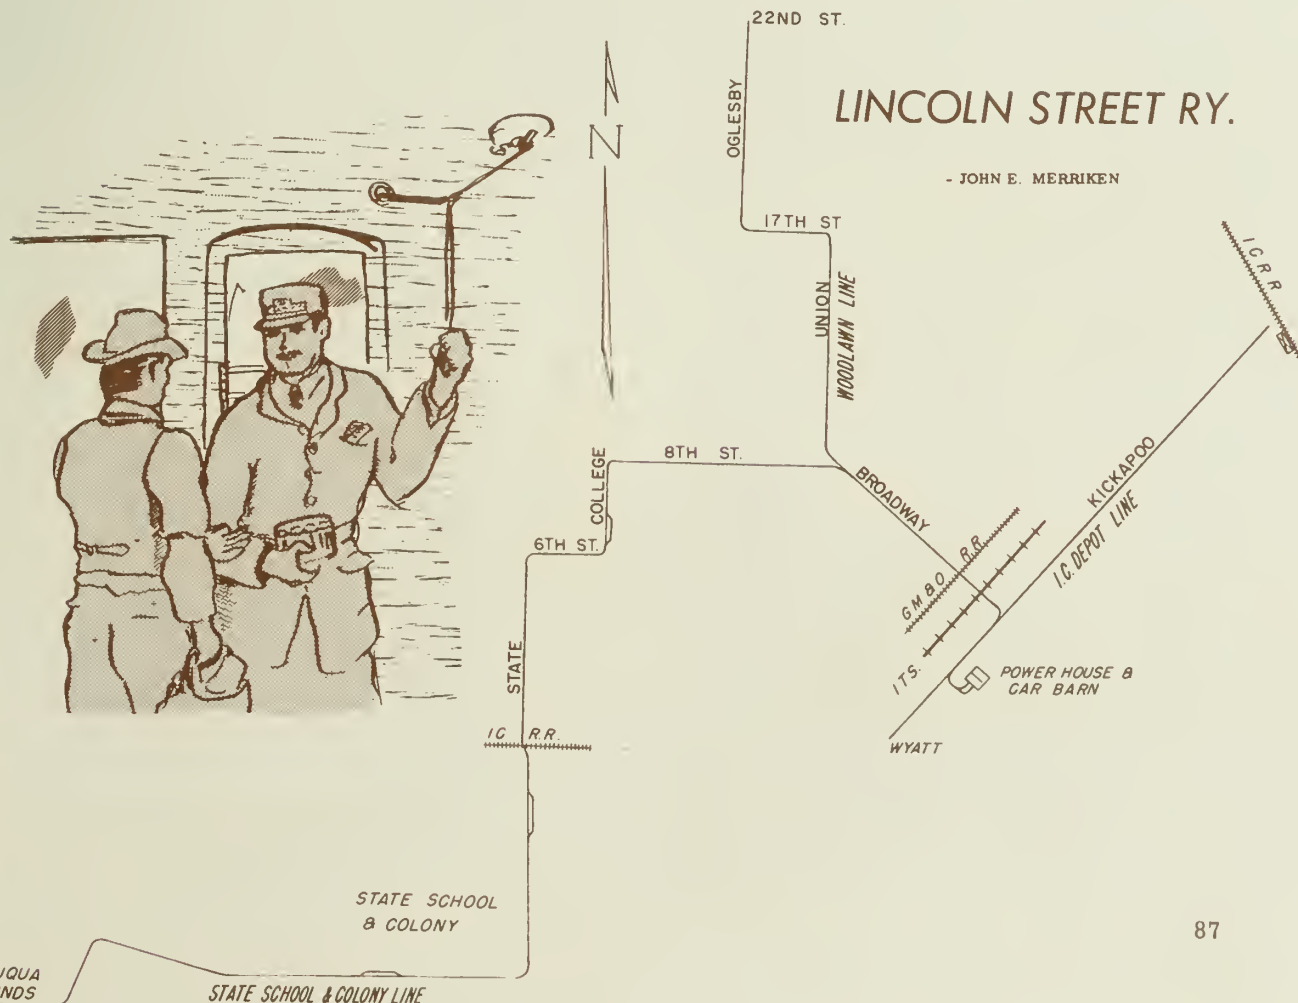 22ND ST.
OGLESBY
LINCOLN STREET RY.
- JOHN E. MERRIKEN
N
17TH ST
I C R R
UNION
WOODLAWN LINE
COLLEGE
8TH ST.
BROADWAY
KICKAPOO
I.C. DEPOT LINE
6TH ST.
G M & O R.R.
STATE
I T S.
POWER HOUSE &
CAR BARN
I C R.R.
WYATT
STATE SCHOOL
& COLONY
87
STATE SCHOOL & COLONY LINE